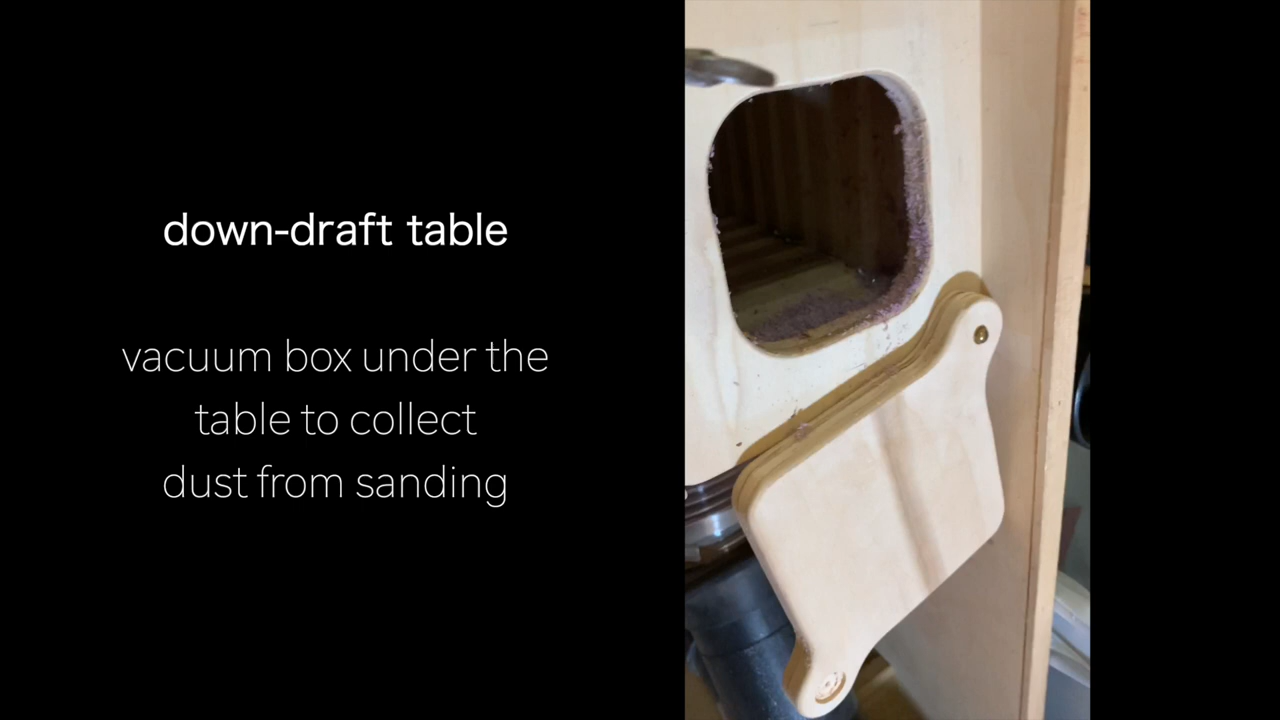 down-draft table
vacuum box under the
table to collect
dust from sanding